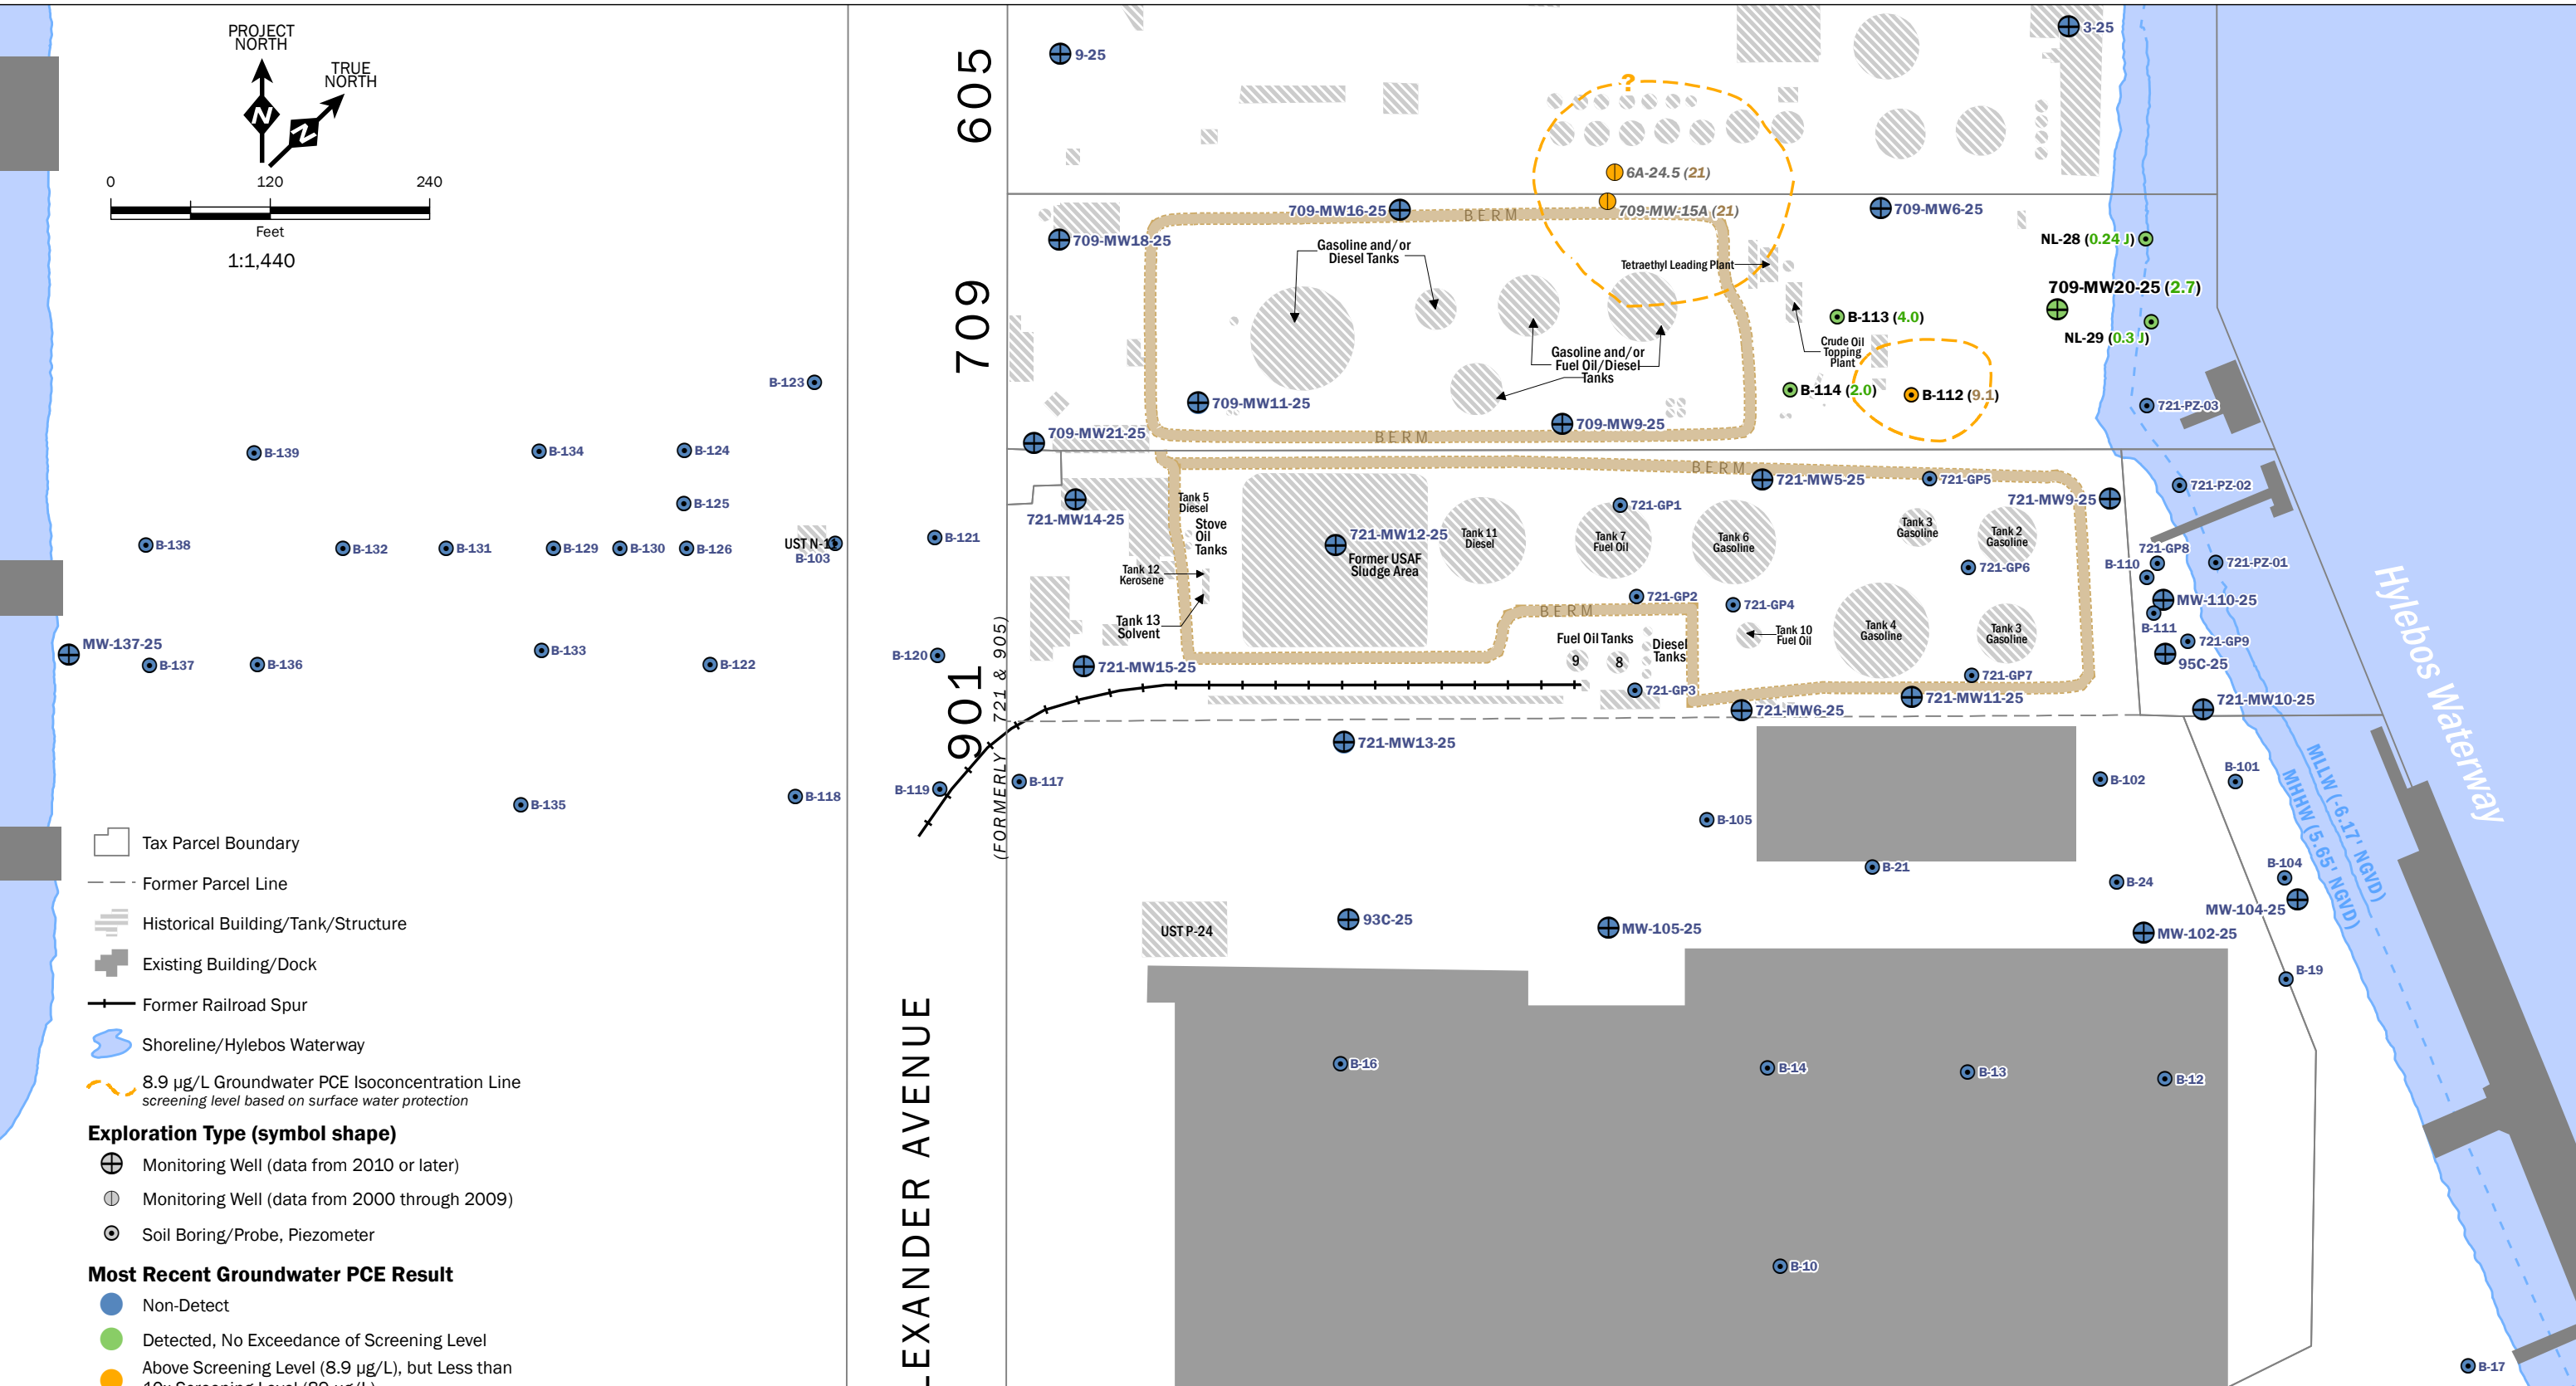 PROJECT
NORTH
TRUE
NORTH
N
N
0 120 240
Feet
1:1,440
605
709
901
(FORMERLY 721 & 905)
LEXANDER AVENUE
9-25
3-25
?
6A-24.5 (21)
709-MW-15A (21)
709-MW16-25
BERM
709-MW6-25
709-MW18-25
Gasoline and/or
Diesel Tanks
Tetraethyl Leading Plant
NL-28 (0.24 J)
709-MW20-25 (2.7)
NL-29 (0.3 J)
B-113 (4.0)
Crude Oil
Topping
Plant
Gasoline and/or
Fuel Oil/Diesel
Tanks
B-114 (2.0)
B-112 (9.1)
709-MW11-25
709-MW9-25
BERM
709-MW21-25
721-PZ-03
B-123
B-139
B-134
B-124
B-125
B-138
B-132
B-131
B-129
B-130
B-126
UST N-11
B-103
B-121
MW-137-25
B-137
B-136
B-133
B-122
B-120
B-135
B-118
B-119
B-117
BERM
721-MW5-25
721-GP5
721-MW9-25
721-PZ-02
721-MW14-25
Tank 5
Diesel
Stove
Oil
Tanks
721-MW12-25
Former USAF
Sludge Area
Tank 11
Diesel
721-GP1
Tank 7
Fuel Oil
Tank 6
Gasoline
Tank 3
Gasoline
Tank 2
Gasoline
721-GP6
721-GP8
B-110
721-PZ-01
Tank 12
Kerosene
Tank 13
Solvent
721-GP2
BERM
721-GP4
MW-110-25
B-111
721-GP9
95C-25
Fuel Oil Tanks
9
8
Diesel
Tanks
Tank 10
Fuel Oil
Tank 4
Gasoline
Tank 3
Gasoline
721-MW15-25
721-GP3
721-GP7
721-MW6-25
721-MW11-25
721-MW10-25
721-MW13-25
Hylebos Waterway
MLLW (-6.17' NGVD)
MHHW (5.65' NGVD)
B-102
B-101
B-105
B-21
B-24
B-104
MW-104-25
UST P-24
93C-25
MW-105-25
MW-102-25
B-19
B-16
B-14
B-13
B-12
B-10
B-17
Tax Parcel Boundary
Former Parcel Line
Historical Building/Tank/Structure
Existing Building/Dock
Former Railroad Spur
Shoreline/Hylebos Waterway
8.9 µg/L Groundwater PCE Isoconcentration Line
screening level based on surface water protection
Exploration Type (symbol shape)
Monitoring Well (data from 2010 or later)
Monitoring Well (data from 2000 through 2009)
Soil Boring/Probe, Piezometer
Most Recent Groundwater PCE Result
Non-Detect
Detected, No Exceedance of Screening Level
Above Screening Level (8.9 µg/L), but Less than
10x Screening Level (89 µg/L)